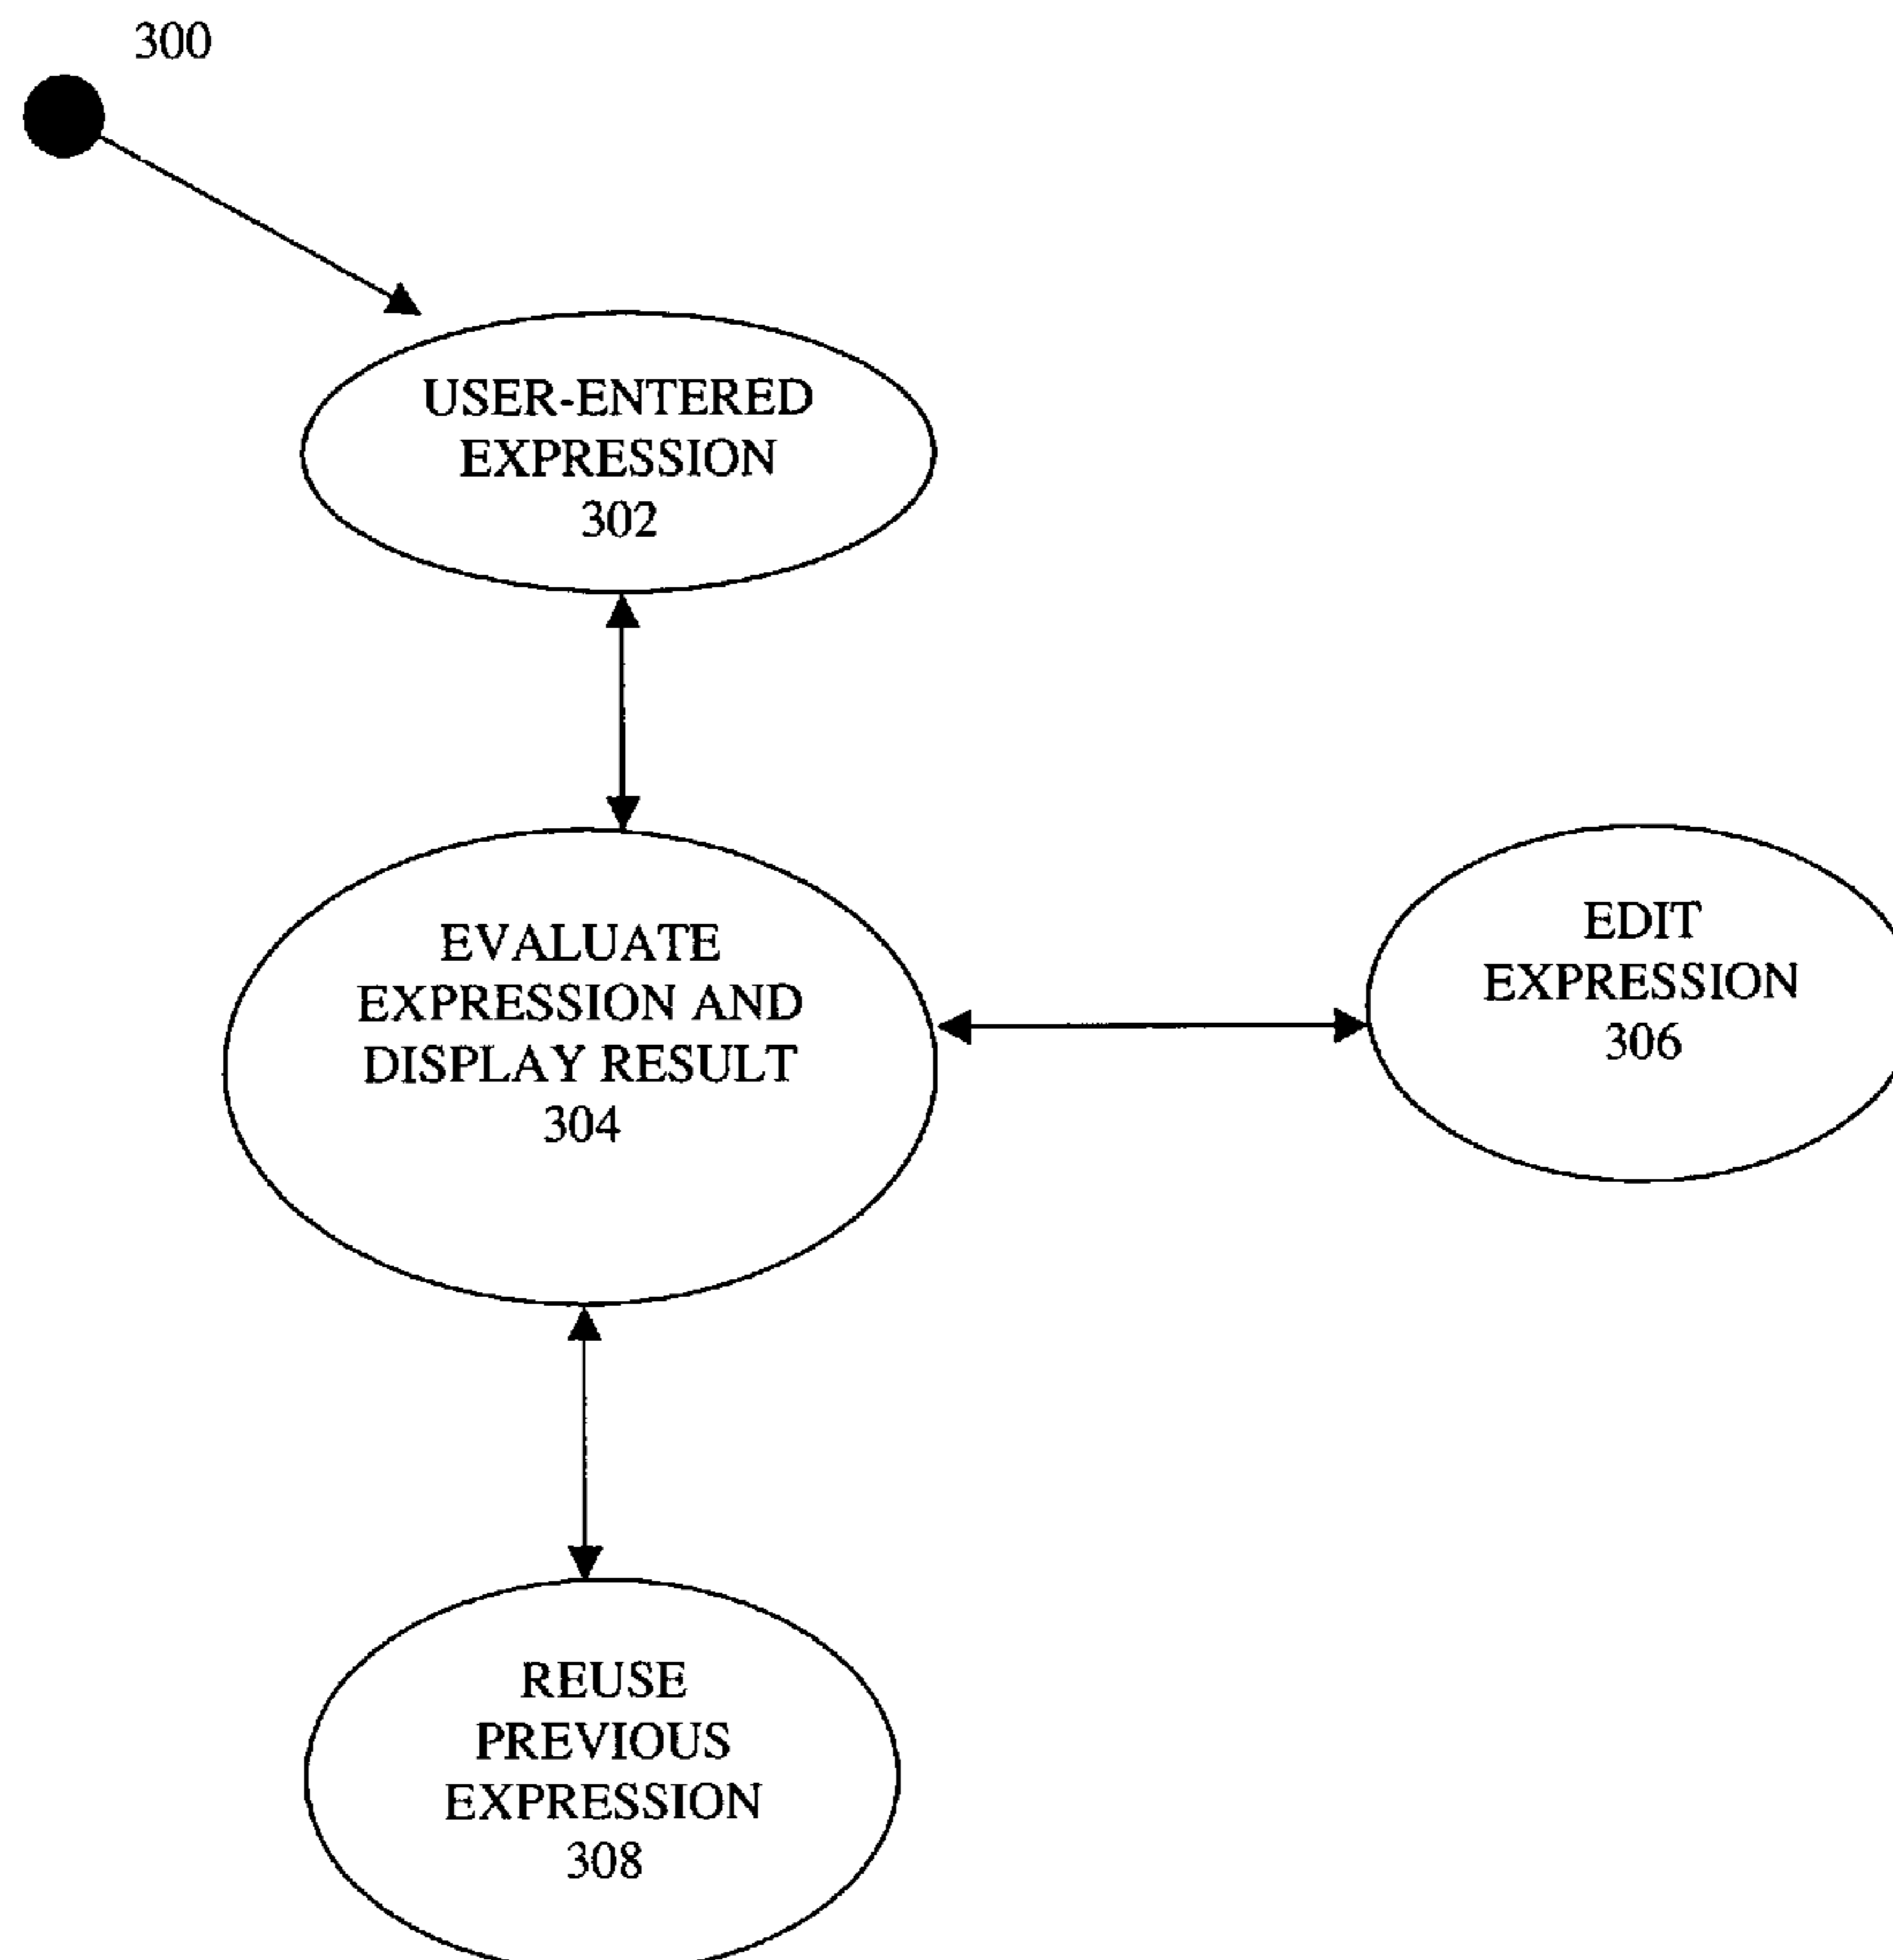 300
USER-ENTERED
EXPRESSION
302
EVALUATE
EXPRESSION AND
DISPLAY RESULT
304
EDIT
EXPRESSION
306
REUSE
PREVIOUS
EXPRESSION
308